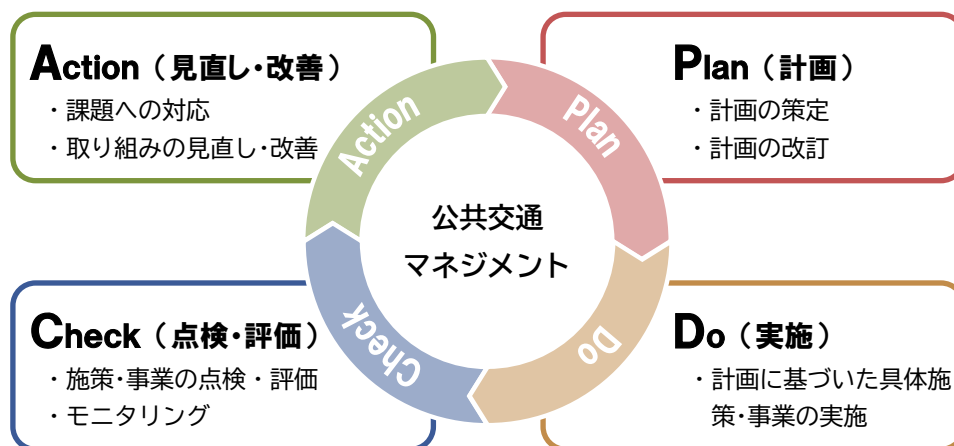 Action（見直し・改善）
・課題への対応
・取り組みの見直し・改善
Plan（計画）
・計画の策定
・計画の改訂
Action
Plan
公共交通
マネジメント
Check
Do
Check（点検・評価）
・施策・事業の点検・評価
・モニタリング
Do（実施）
・計画に基づいた具体施
策・事業の実施